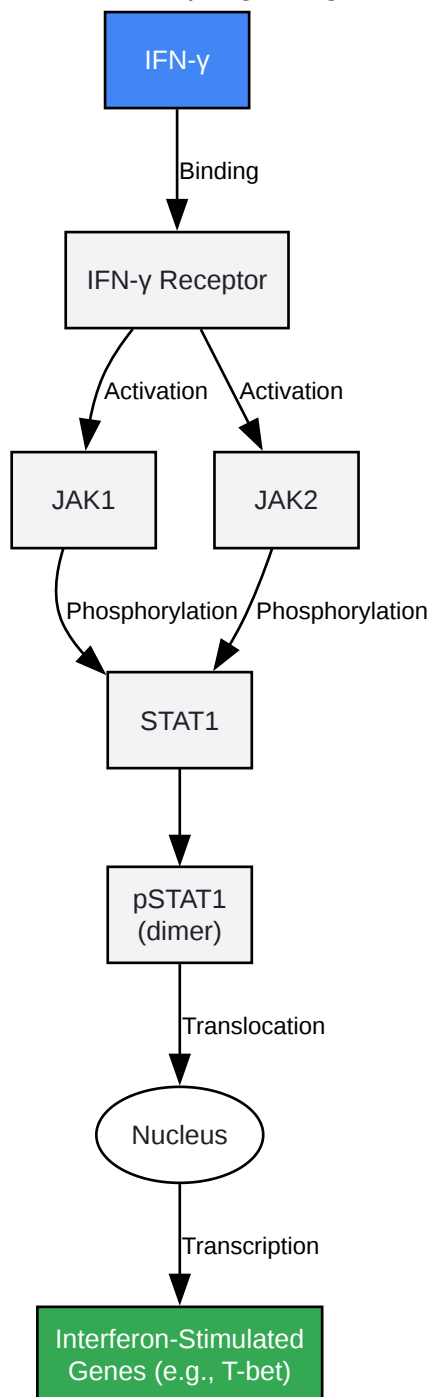 IFN-γ
Binding
IFN-γ Receptor
Activation
Activation
JAK1
JAK2
Phosphorylation
Phosphorylation
STAT1
pSTAT1
(dimer)
Translocation
Nucleus
Transcription
Interferon-Stimulated
Genes (e.g., T-bet)